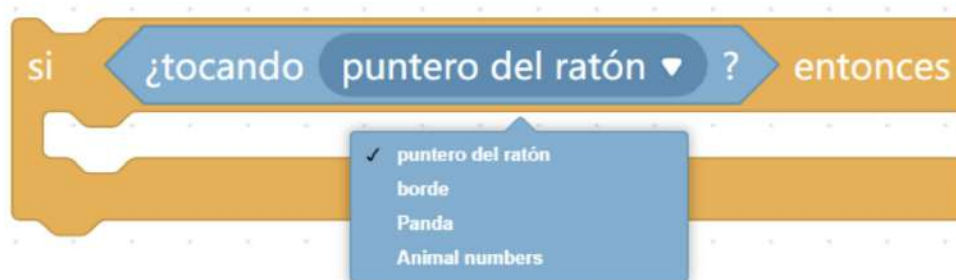 si ¿tocando puntero del ratón ? entonces
puntero del ratón
borde
Panda
Animal numbers